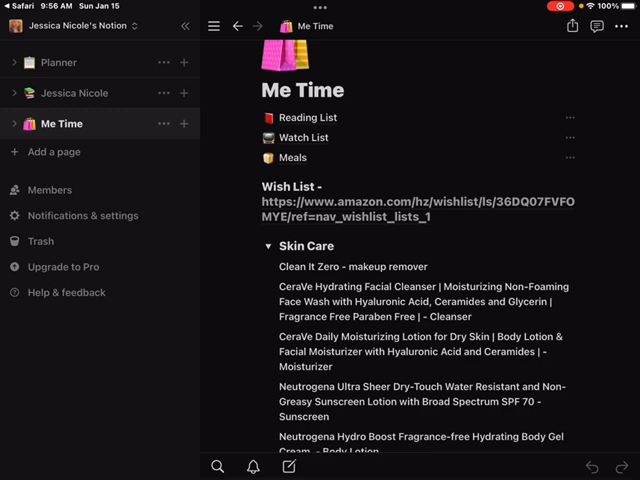 Safari 9:56 AM Sun Jan 15
100%
Jessica Nicole's Notion
Me Time
Planner
Jessica Nicole
Me Time
Add a page
Members
Notifications & settings
Trash
Upgrade to Pro
Help & feedback
Me Time
Reading List
Watch List
Meals
Wish List -
https://www.amazon.com/hz/wishlist/ls/36DQ07FVFO
MYE/ref=nav_wishlist_lists_1
Skin Care
Clean It Zero - makeup remover
CeraVe Hydrating Facial Cleanser | Moisturizing Non-Foaming
Face Wash with Hyaluronic Acid, Ceramides and Glycerin |
Fragrance Free Paraben Free | - Cleanser
CeraVe Daily Moisturizing Lotion for Dry Skin | Body Lotion &
Facial Moisturizer with Hyaluronic Acid and Ceramides | -
Moisturizer
Neutrogena Ultra Sheer Dry-Touch Water Resistant and Non-
Greasy Sunscreen Lotion with Broad Spectrum SPF 70 -
Sunscreen
Neutrogena Hydro Boost Fragrance-free Hydrating Body Gel
Cream - Body Lotion